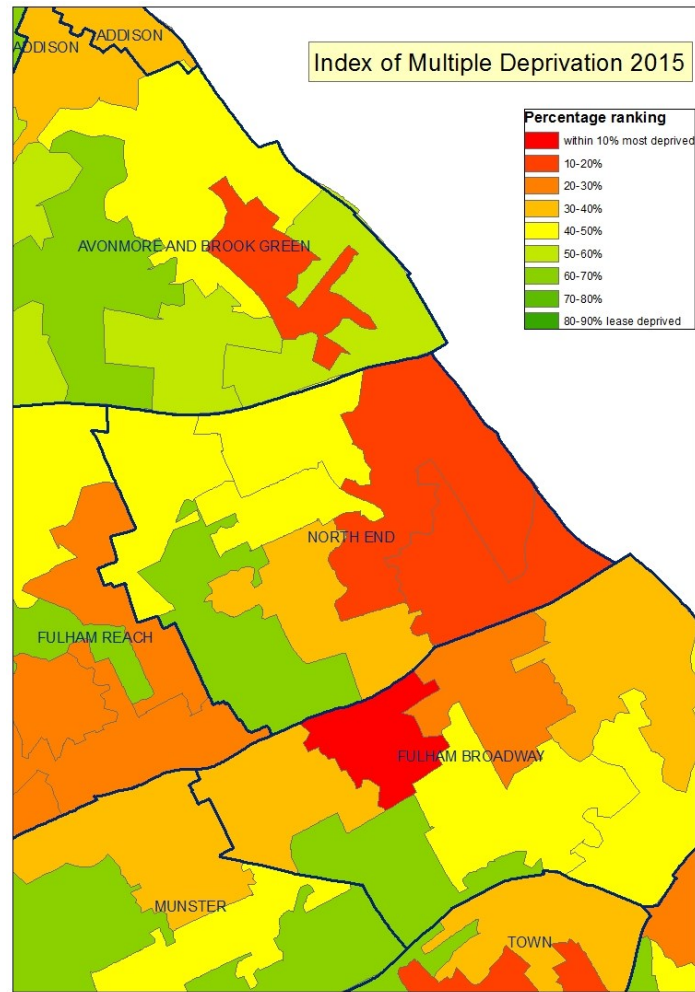 ADDISON
ADDISON
Index of Multiple Deprivation 2015
Percentage ranking
within 10% most deprived
10-20%
20-30%
30-40%
40-50%
50-60%
60-70%
70-80%
80-90% lease deprived
AVONMORE AND BROOK GREEN
NORTH END
FULHAM REACH
FULHAM BROADWAY
MUNSTER
TOWN